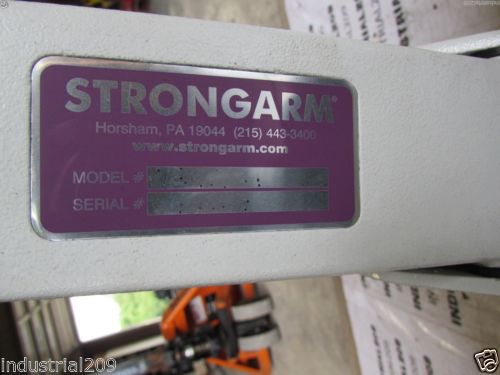 STRONGARM®
Horsham, PA 19044 (215) 443-3400
www.strongarm.com
MODEL #
SERIAL #
industrial209